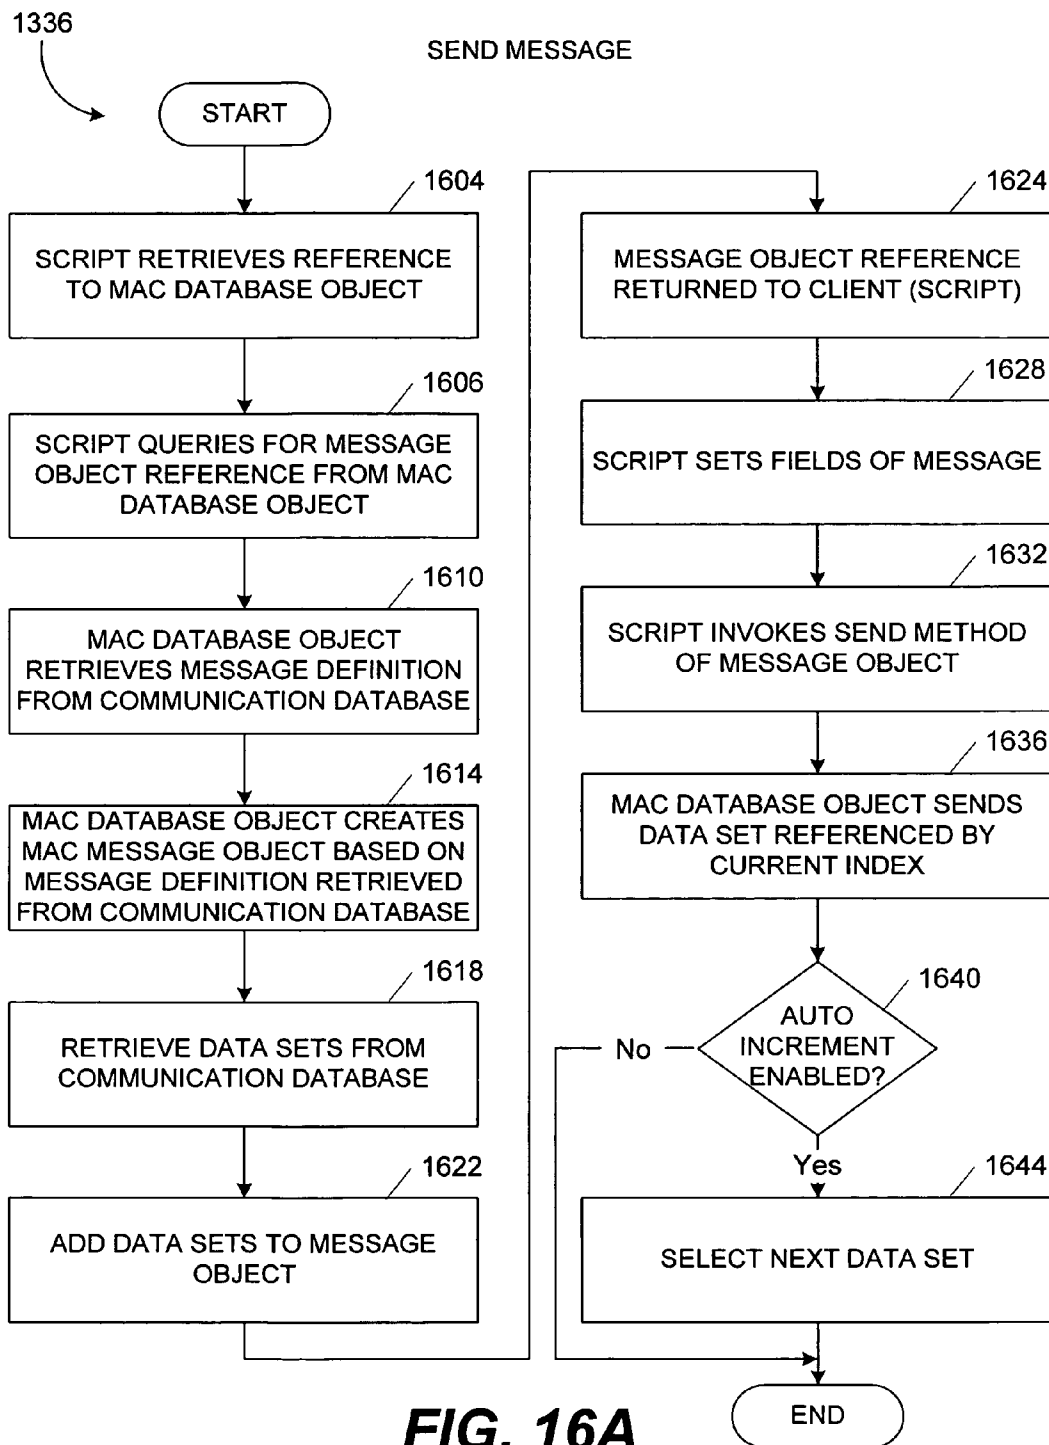 1336
SEND MESSAGE
START
1604
SCRIPT RETRIEVES REFERENCE
TO MAC DATABASE OBJECT
1606
SCRIPT QUERIES FOR MESSAGE
OBJECT REFERENCE FROM MAC
DATABASE OBJECT
1610
MAC DATABASE OBJECT
RETRIEVES MESSAGE DEFINITION
FROM COMMUNICATION DATABASE
1614
MAC DATABASE OBJECT CREATES
MAC MESSAGE OBJECT BASED ON
MESSAGE DEFINITION RETRIEVED
FROM COMMUNICATION DATABASE
1618
RETRIEVE DATA SETS FROM
COMMUNICATION DATABASE
1622
ADD DATA SETS TO MESSAGE
OBJECT
1624
MESSAGE OBJECT REFERENCE
RETURNED TO CLIENT (SCRIPT)
1628
SCRIPT SETS FIELDS OF MESSAGE
1632
SCRIPT INVOKES SEND METHOD
OF MESSAGE OBJECT
1636
MAC DATABASE OBJECT SENDS
DATA SET REFERENCED BY
CURRENT INDEX
1640
AUTO
INCREMENT
ENABLED?
No
Yes
1644
SELECT NEXT DATA SET
END
FIG. 16A